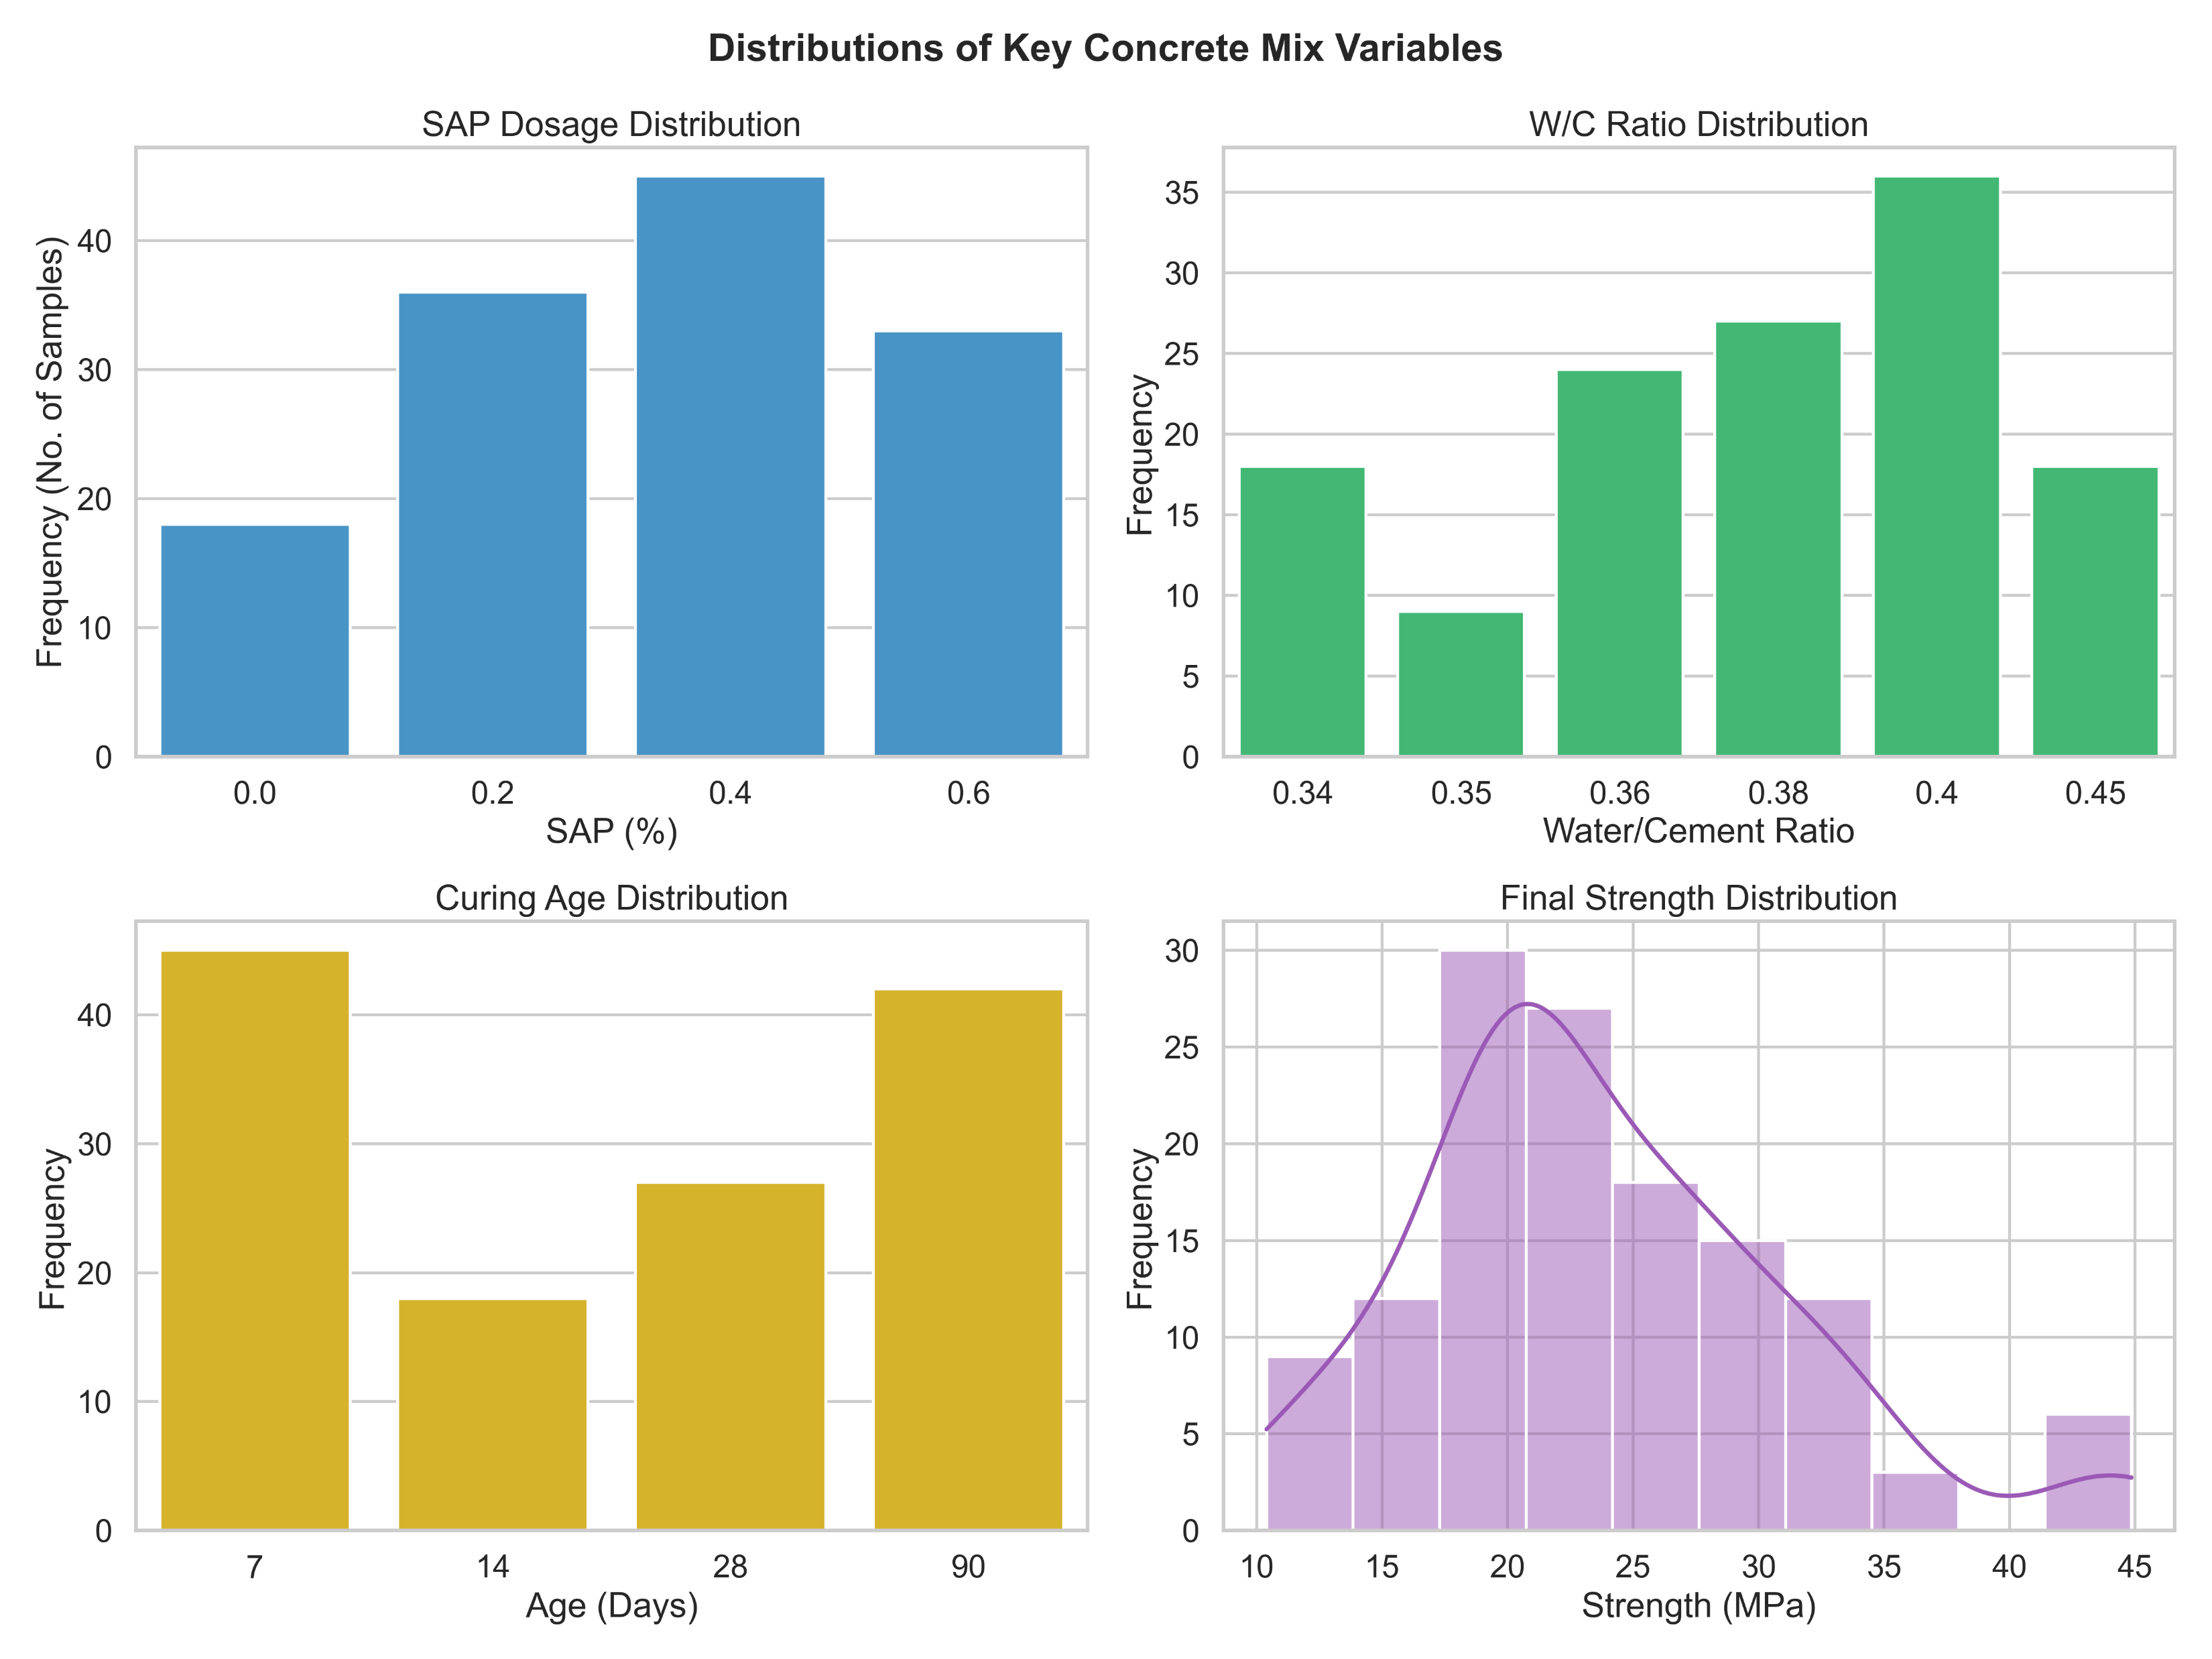 Distributions of Key Concrete Mix Variables
SAP Dosage Distribution
Frequency (No. of Samples)
40
30
20
10
0
0.0 0.2 0.4 0.6
SAP (%)
W/C Ratio Distribution
Frequency
35
30
25
20
15
10
5
0
0.34 0.35 0.36 0.38 0.4 0.45
Water/Cement Ratio
Curing Age Distribution
Frequency
40
30
20
10
0
7 14 28 90
Age (Days)
Final Strength Distribution
Frequency
30
25
20
15
10
5
0
10 15 20 25 30 35 40 45
Strength (MPa)